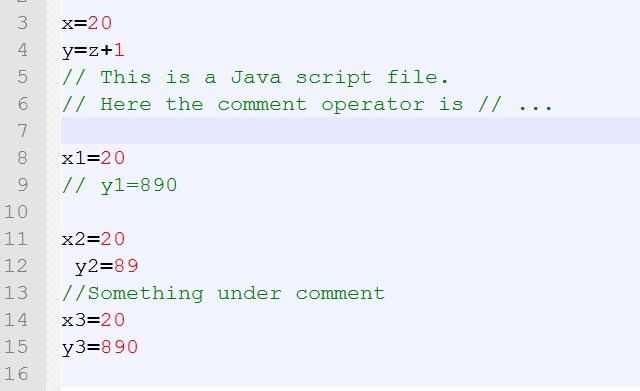 3 x=20
4 y=z+1
5 // This is a Java script file.
6 // Here the comment operator is // ...
7
8 x1=20
9 // y1=890
10
11 x2=20
12  y2=89
13 //Something under comment
14 x3=20
15 y3=890
16